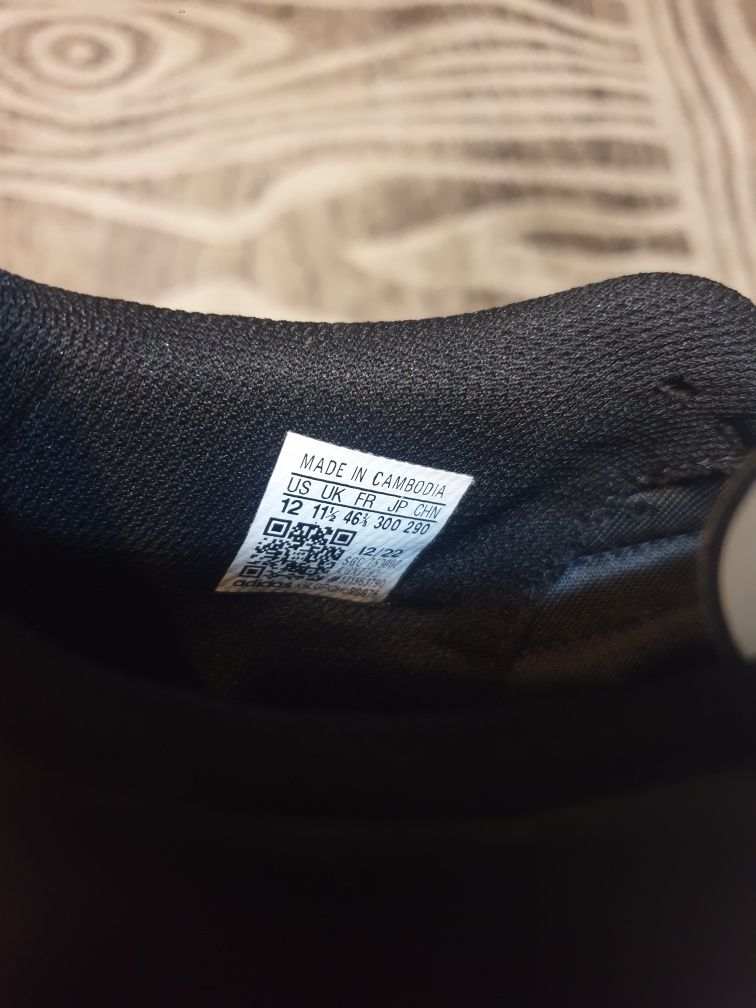 MADE IN CAMBODIA
US UK FR JP CHN
12 11½ 46⅔ 300 290
12/22
adidas